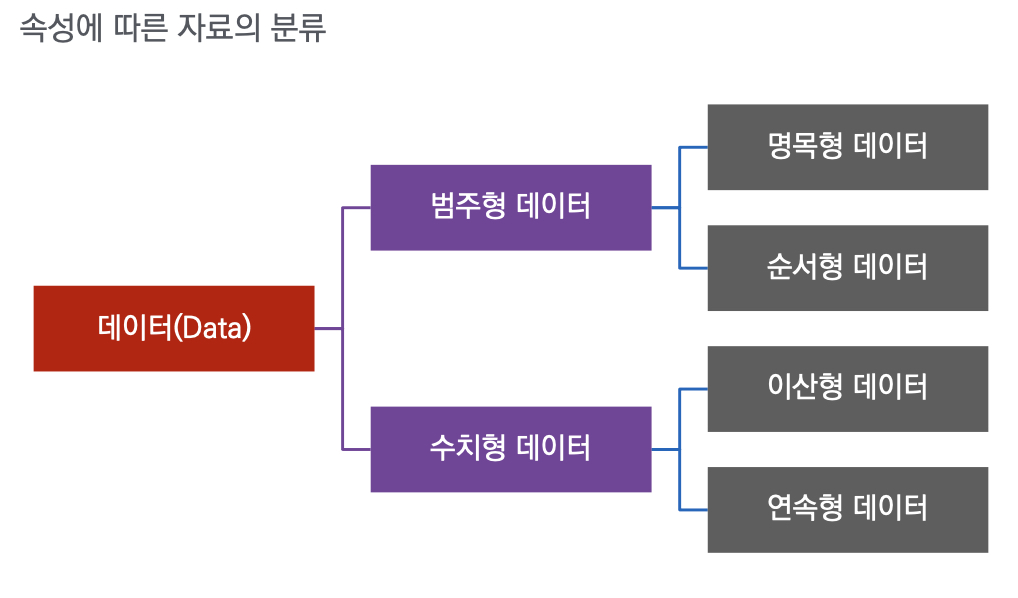 속성에 따른 자료의 분류
데이터(Data)
범주형 데이터
명목형 데이터
순서형 데이터
수치형 데이터
이산형 데이터
연속형 데이터